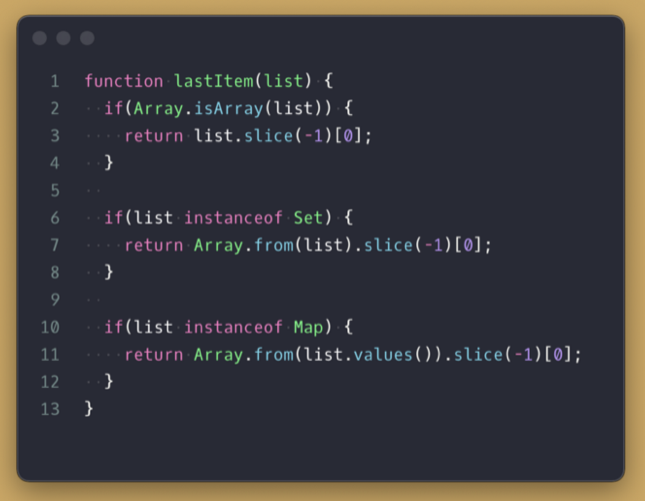 1 function lastItem(list) {
2   if(Array.isArray(list)) {
3     return list.slice(-1)[0];
4   }
5
6   if(list instanceof Set) {
7     return Array.from(list).slice(-1)[0];
8   }
9
10   if(list instanceof Map) {
11     return Array.from(list.values()).slice(-1)[0];
12   }
13 }